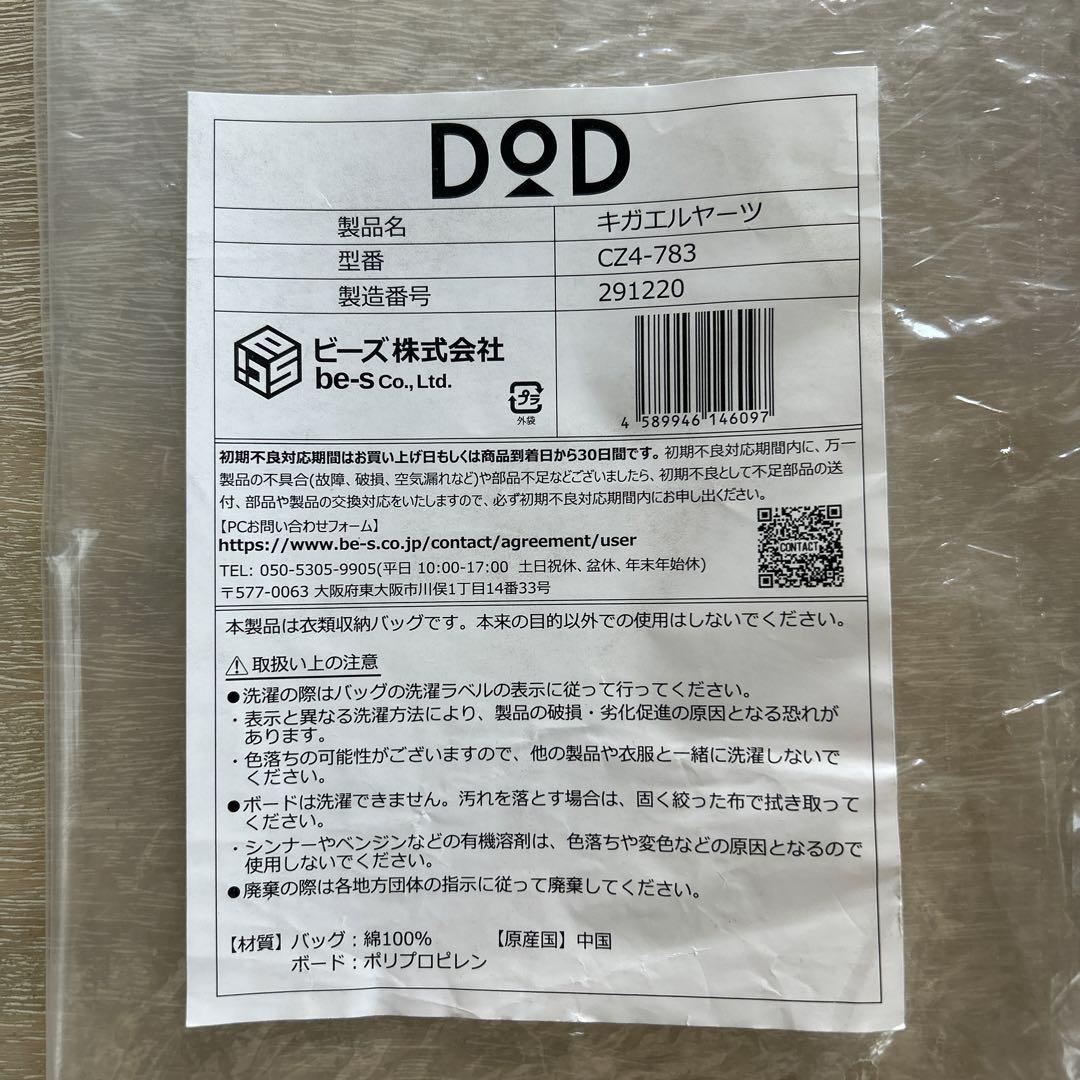 DOD
製品名 キガエルヤーツ
型番 CZ4-783
製造番号 291220
ビーズ株式会社
be-s Co., Ltd.
プラ
外袋
4 589946 146097
初期不良対応期間はお買い上げ日もしくは商品到着日から30日間です。初期不良対応期間内に、万一
製品の不具合(故障、破損、空気漏れなど)や部品不足などございましたら、初期不良として不足部品の送
付、部品や製品の交換対応をいたしますので、必ず初期不良対応期間内にお申し出ください。
【PCお問い合わせフォーム】
https://www.be-s.co.jp/contact/agreement/user
TEL: 050-5305-9905(平日 10:00-17:00 土日祝休、盆休、年末年始休)
〒577-0063 大阪府東大阪市川俣1丁目14番33号
CONTACT
本製品は衣類収納バッグです。本来の目的以外での使用はしないでください。
⚠取扱い上の注意
●洗濯の際はバッグの洗濯ラベルの表示に従って行ってください。
・表示と異なる洗濯方法により、製品の破損・劣化促進の原因となる恐れが
あります。
・色落ちの可能性がございますので、他の製品や衣服と一緒に洗濯しないで
ください。
●ボードは洗濯できません。汚れを落とす場合は、固く絞った布で拭き取って
ください。
・シンナーやベンジンなどの有機溶剤は、色落ちや変色などの原因となるので
使用しないでください。
●廃棄の際は各地方団体の指示に従って廃棄してください。
【材質】バッグ：綿100% 【原産国】中国
ボード：ポリプロピレン